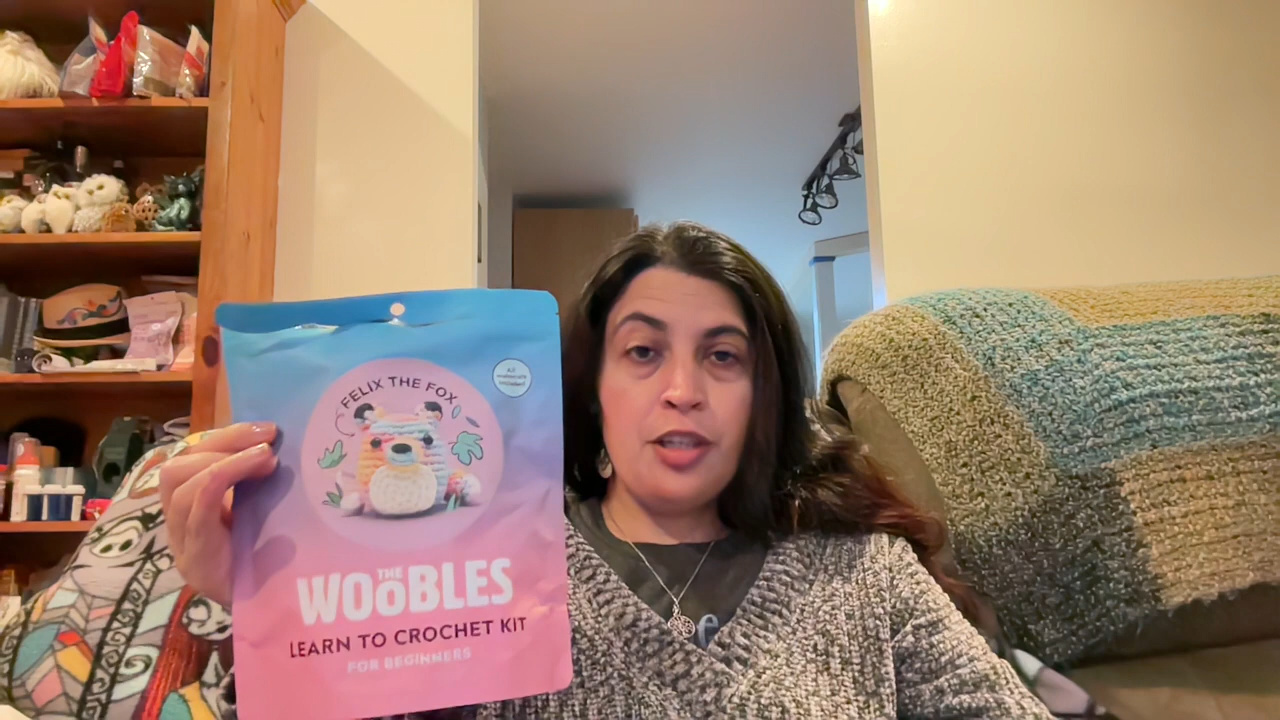 FELIX THE FOX
THE
WOOBLES
LEARN TO CROCHET KIT
FOR BEGINNERS